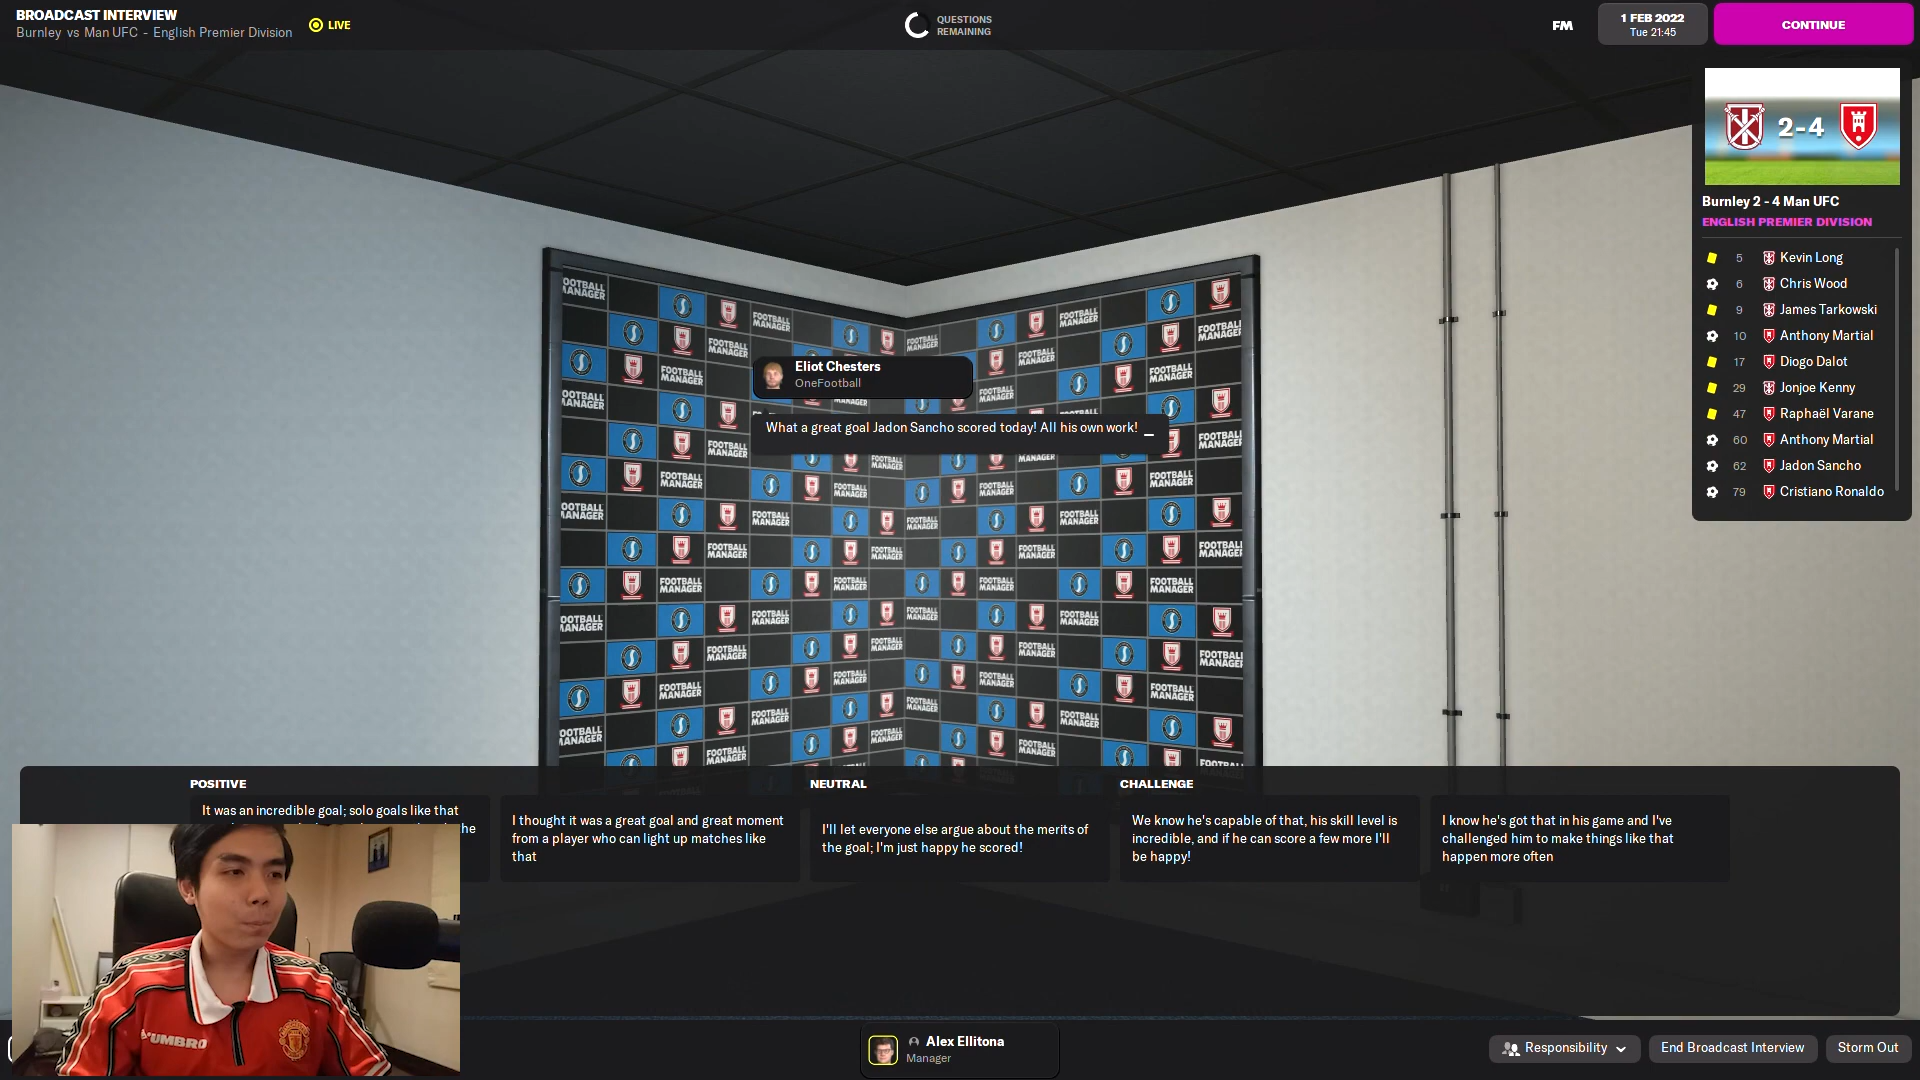 BROADCAST INTERVIEW
Burnley vs Man UFC - English Premier Division
LIVE
QUESTIONS
REMAINING
FM
1 FEB 2022
Tue 21:45
CONTINUE
2-4
Burnley 2 - 4 Man UFC
ENGLISH PREMIER DIVISION
5 Kevin Long
6 Chris Wood
9 James Tarkowski
10 Anthony Martial
17 Diogo Dalot
29 Jonjoe Kenny
47 Raphaël Varane
60 Anthony Martial
62 Jadon Sancho
79 Cristiano Ronaldo
FOOTBALL
MANAGER
Eliot Chesters
OneFootball
What a great goal Jadon Sancho scored today! All his own work!
POSITIVE
It was an incredible goal; solo goals like that
I thought it was a great goal and great moment
from a player who can light up matches like
that
NEUTRAL
I'll let everyone else argue about the merits of
the goal; I'm just happy he scored!
CHALLENGE
We know he's capable of that, his skill level is
incredible, and if he can score a few more I'll
be happy!
I know he's got that in his game and I've
challenged him to make things like that
happen more often
UMBRO
Alex Ellitona
Manager
Responsibility
End Broadcast Interview
Storm Out